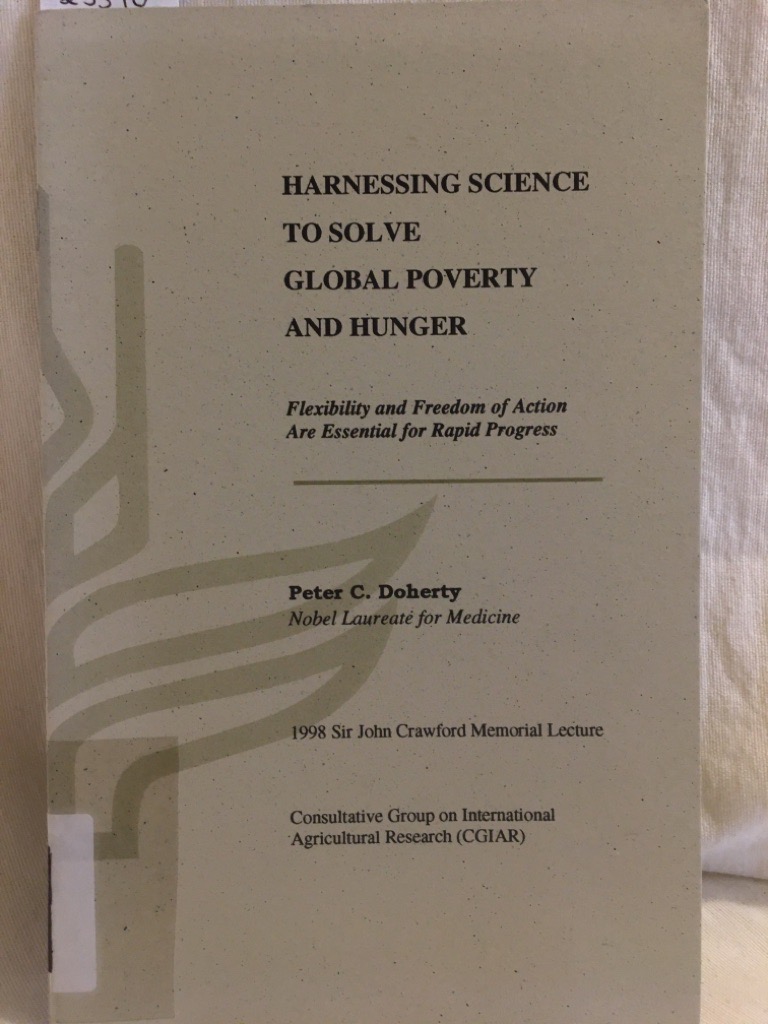 HARNESSING SCIENCE
TO SOLVE
GLOBAL POVERTY
AND HUNGER
Flexibility and Freedom of Action
Are Essential for Rapid Progress
Peter C. Doherty
Nobel Laureate for Medicine
1998 Sir John Crawford Memorial Lecture
Consultative Group on International
Agricultural Research (CGIAR)